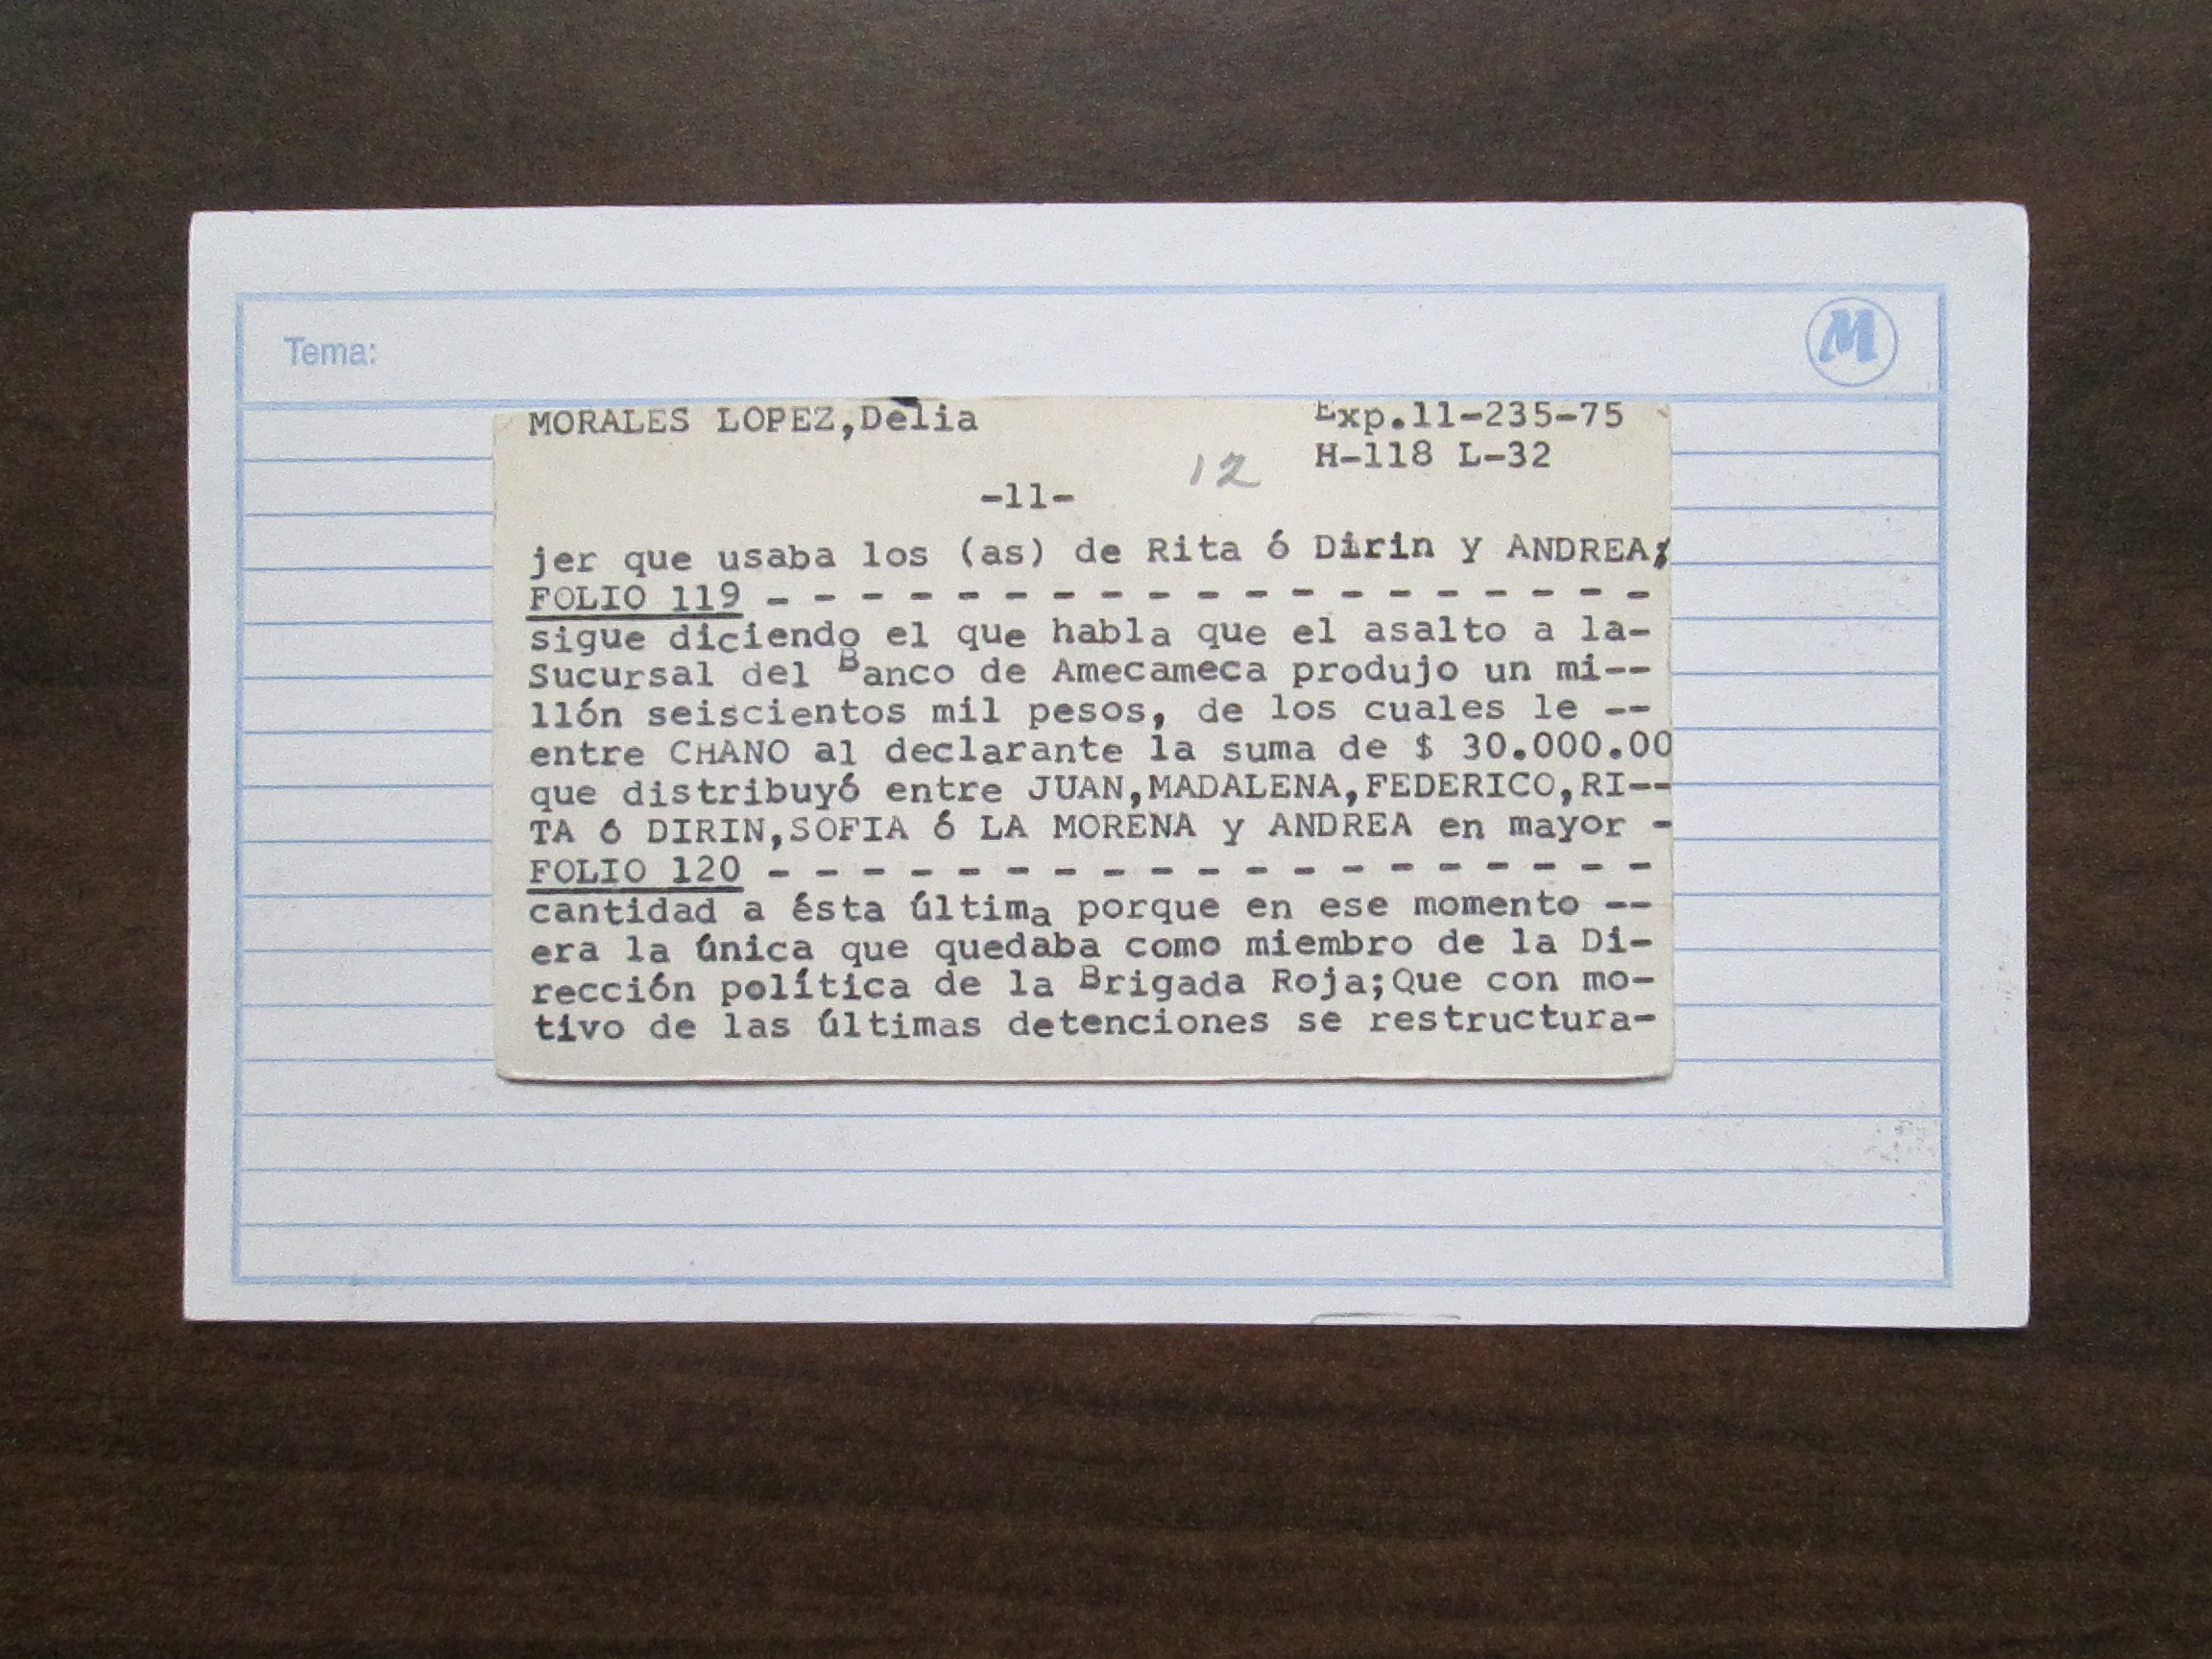 Tema:
M
MORALES LOPEZ,Delia
Exp.11-235-75
H-118 L-32
12
-11-
jer que usaba los (as) de Rita ó Dirin y ANDREA;
FOLIO 119 - - - - - - - - - - - - - - - - - - -
sigue diciendo el que habla que el asalto a la-
Sucursal del Banco de Amecameca produjo un mi--
llón seiscientos mil pesos, de los cuales le --
entre CHANO al declarante la suma de $ 30.000.00
que distribuyó entre JUAN,MADALENA,FEDERICO,RI--
TA ó DIRIN,SOFIA ó LA MORENA y ANDREA en mayor -
FOLIO 120 - - - - - - - - - - - - - - - - - - -
cantidad a ésta última porque en ese momento --
era la única que quedaba como miembro de la Di-
rección política de la Brigada Roja;Que con mo-
tivo de las últimas detenciones se restructura-